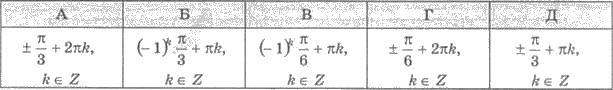 А Б В Г Д
± π/3 + 2πk, (−1)^k π/3 + πk, (−1)^k π/6 + πk, ± π/6 + 2πk, ± π/3 + πk,
k ∈ Z k ∈ Z k ∈ Z k ∈ Z k ∈ Z